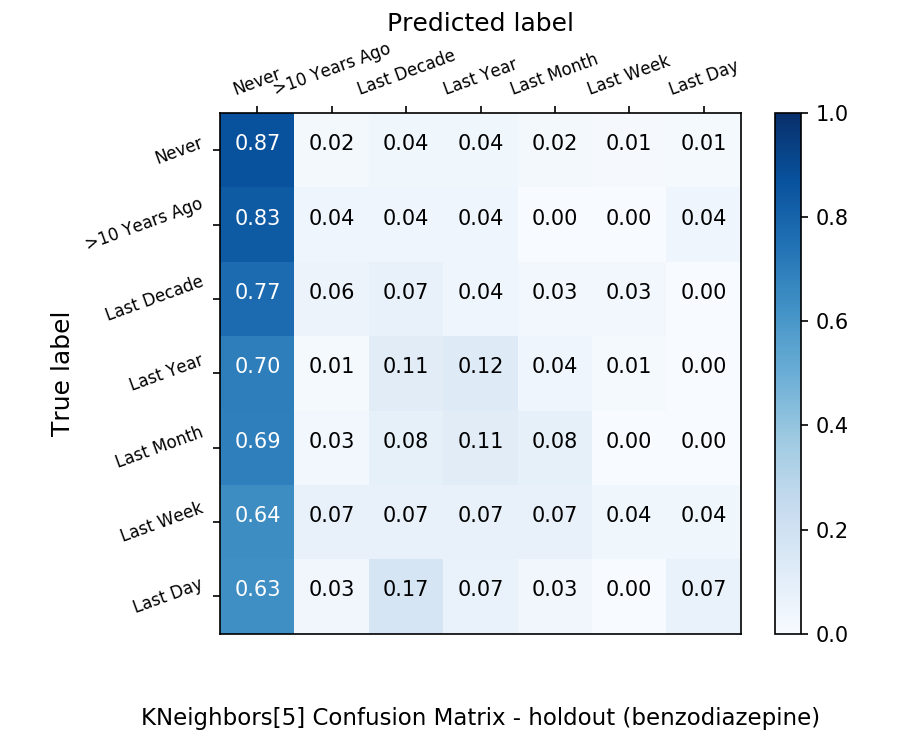 Predicted label
Never >10 Years Ago Last Decade Last Year Last Month Last Week Last Day
Never 0.87 0.02 0.04 0.04 0.02 0.01 0.01
>10 Years Ago 0.83 0.04 0.04 0.04 0.00 0.00 0.04
Last Decade 0.77 0.06 0.07 0.04 0.03 0.03 0.00
Last Year 0.70 0.01 0.11 0.12 0.04 0.01 0.00
Last Month 0.69 0.03 0.08 0.11 0.08 0.00 0.00
Last Week 0.64 0.07 0.07 0.07 0.07 0.04 0.04
Last Day 0.63 0.03 0.17 0.07 0.03 0.00 0.07
True label
1.0
0.8
0.6
0.4
0.2
0.0
KNeighbors[5] Confusion Matrix - holdout (benzodiazepine)